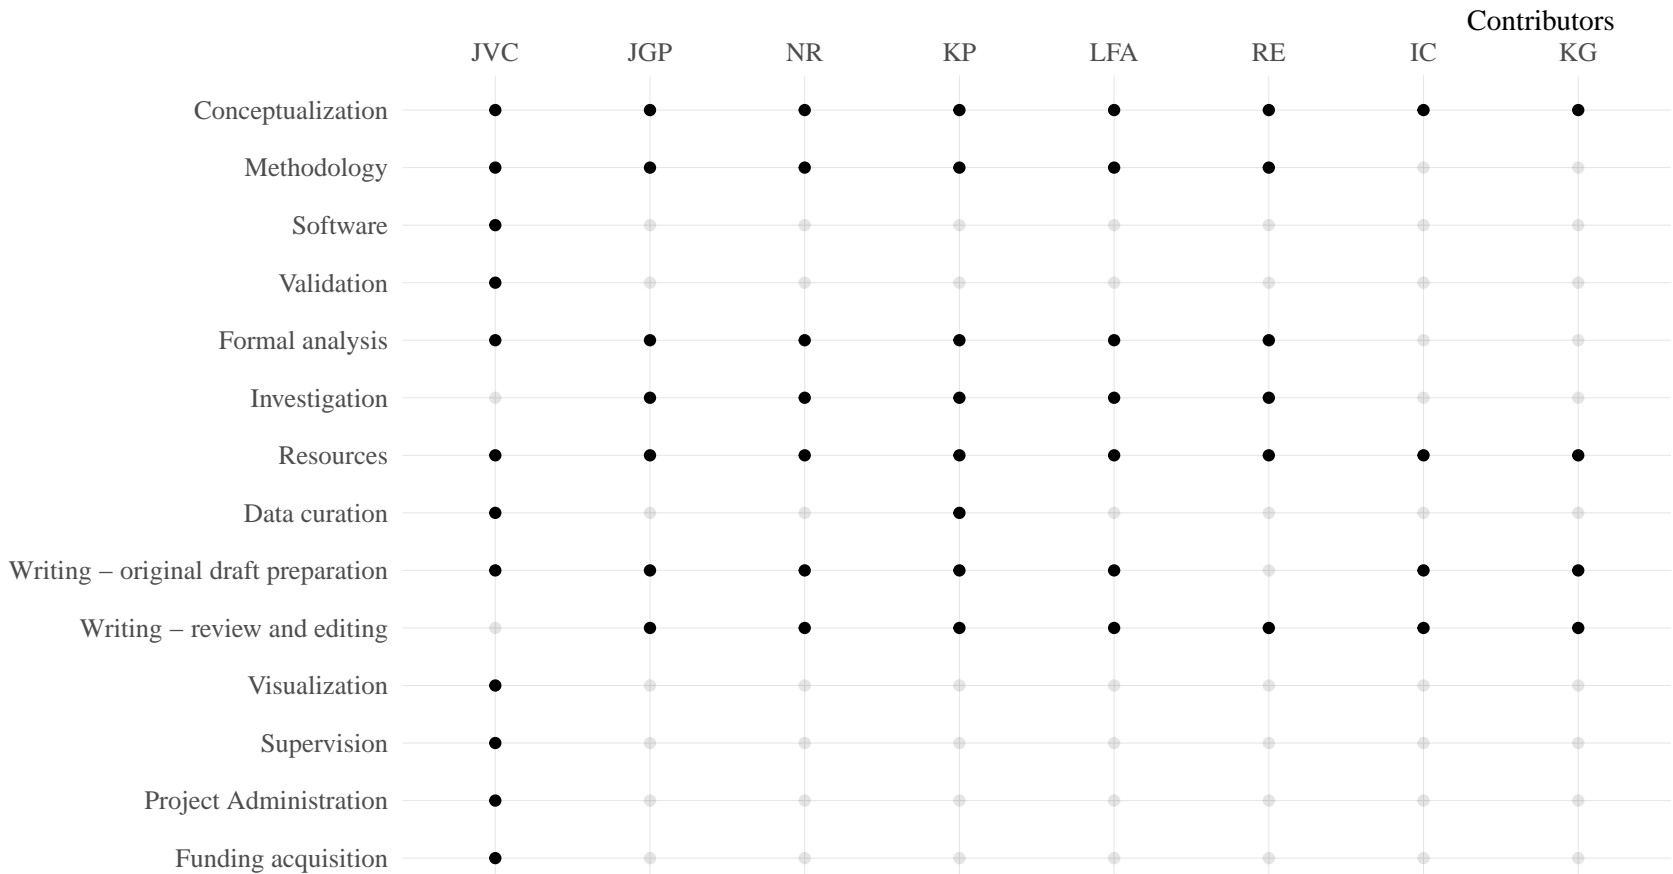 Contributors
JVC JGP NR KP LFA RE IC KG
Conceptualization
Methodology
Software
Validation
Formal analysis
Investigation
Resources
Data curation
Writing – original draft preparation
Writing – review and editing
Visualization
Supervision
Project Administration
Funding acquisition